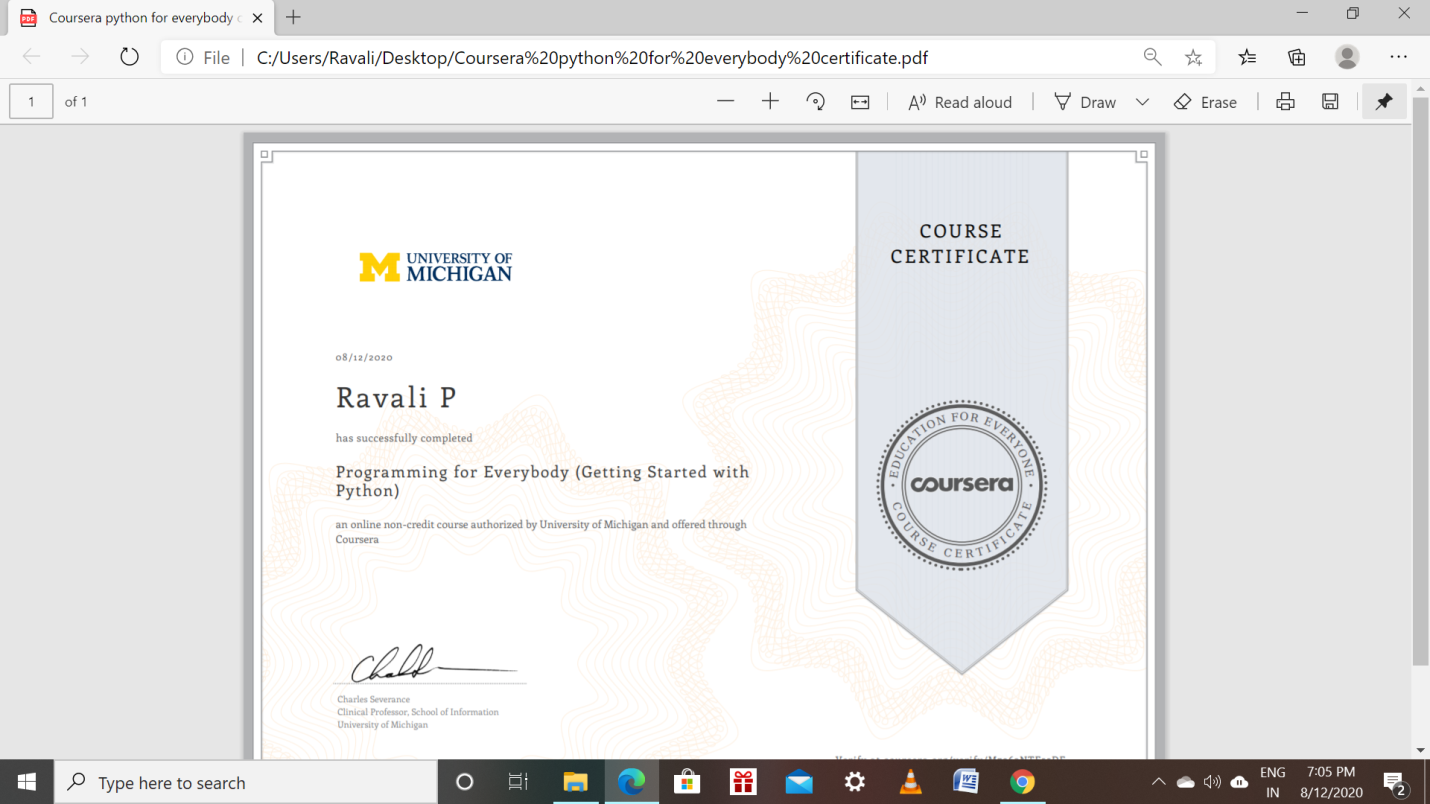 Coursera python for everybody
File
C:/Users/Ravali/Desktop/Coursera%20python%20for%20everybody%20certificate.pdf
1
of 1
Read aloud
Draw
Erase
COURSE
CERTIFICATE
UNIVERSITY OF
MICHIGAN
08/12/2020
Ravali P
has successfully completed
Programming for Everybody (Getting Started with
Python)
an online non-credit course authorized by University of Michigan and offered through
Coursera
EDUCATION FOR EVERYONE
coursera
COURSE CERTIFICATE
Charles Severance
Clinical Professor, School of Information
University of Michigan
Type here to search
ENG
IN
7:05 PM
8/12/2020
2